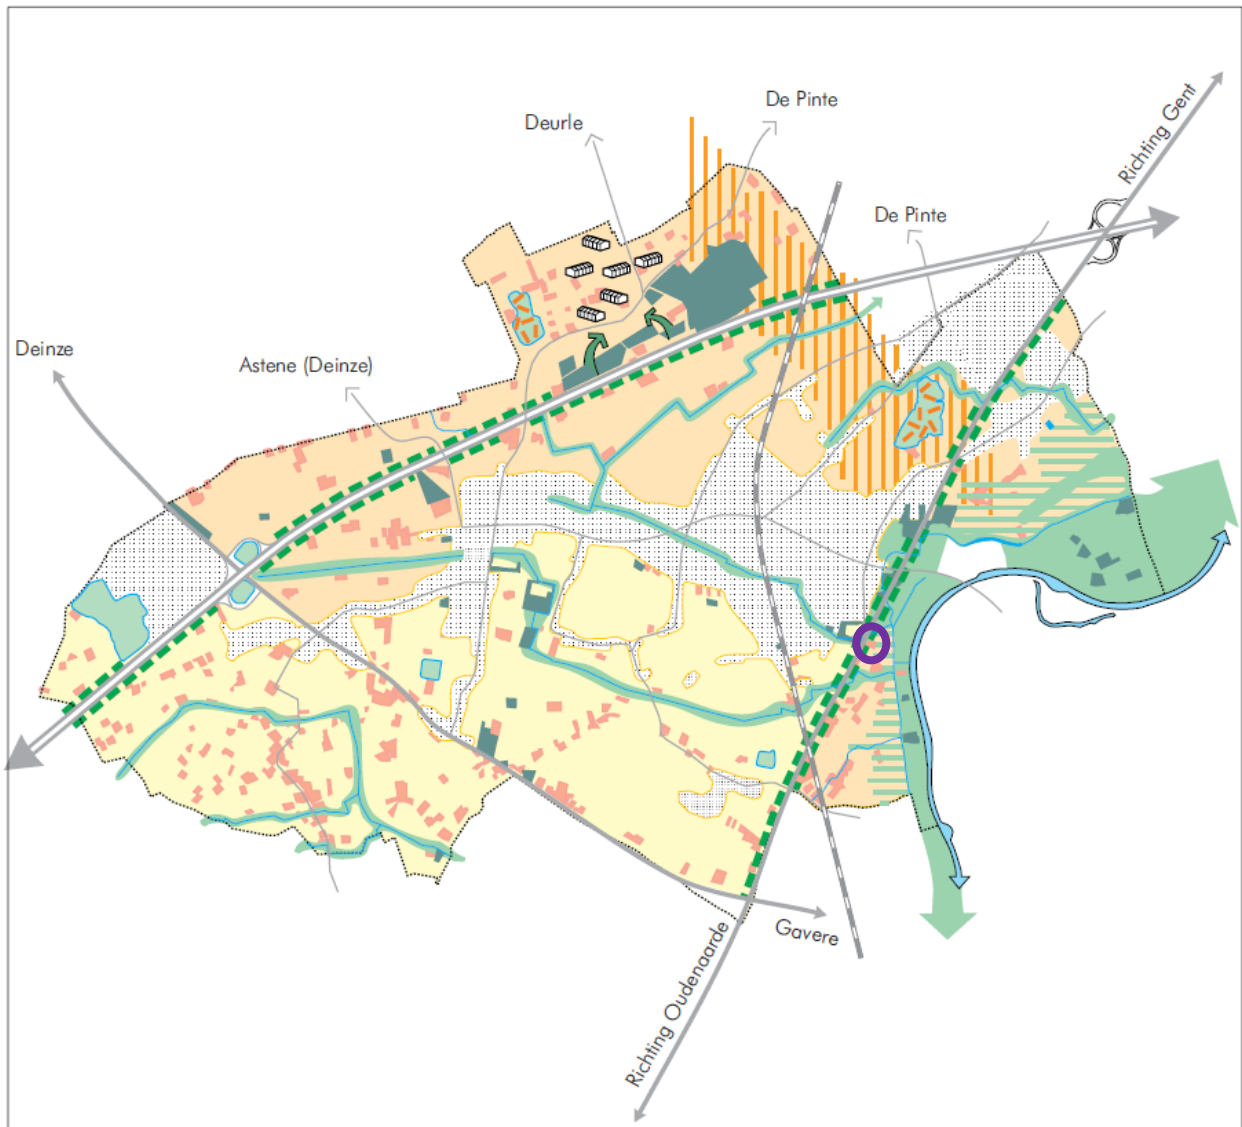 De Pinte
Deurle
Richting Gent
De Pinte
Deinze
Astene (Deinze)
Gavere
Richting Oudenaarde